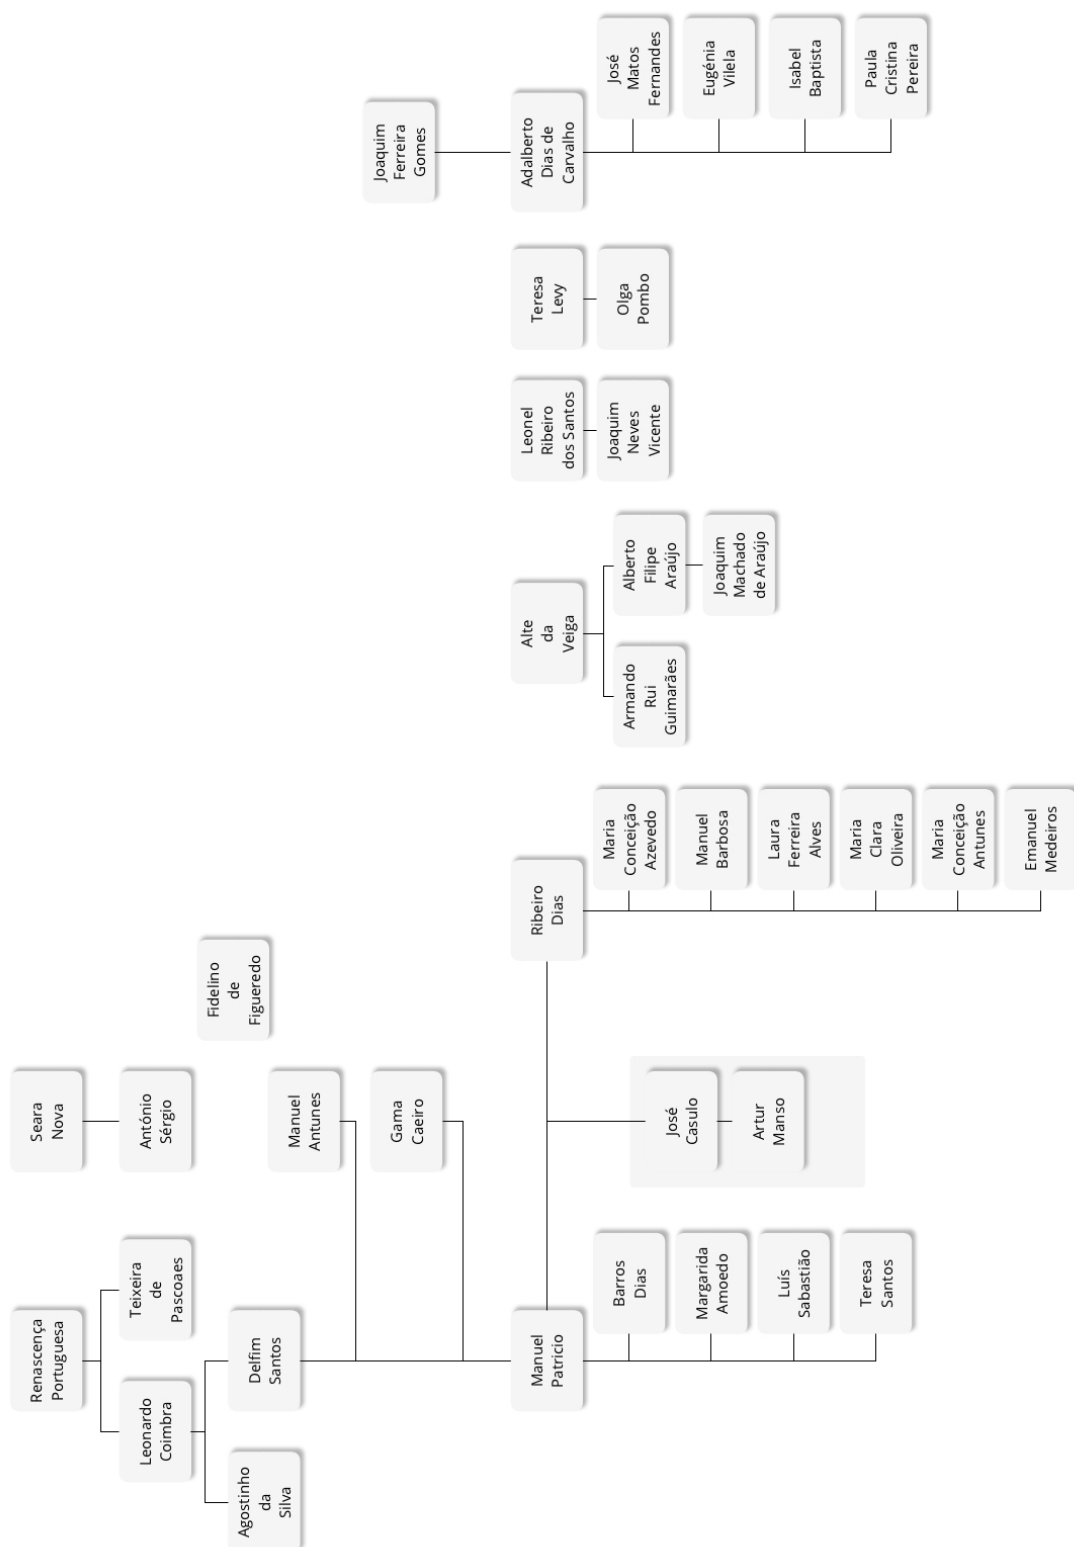 Renascença
Portuguesa
Seara
Nova
Leonardo
Coimbra
Teixeira
de
Pascoaes
António
Sérgio
Fidelino
de
Figueredo
Agostinho
da
Silva
Delfim
Santos
Manuel
Antunes
Gama
Caeiro
Joaquim
Ferreira
Gomes
Manuel
Patricio
Ribeiro
Dias
Alte
da
Veiga
Leonel
Ribeiro
dos Santos
Teresa
Levy
Adalberto
Dias de
Carvalho
Barros
Dias
Margarida
Amoedo
Luís
Sabastião
Teresa
Santos
José
Casulo
Artur
Manso
Maria
Conceição
Azevedo
Manuel
Barbosa
Laura
Ferreira
Alves
Maria
Clara
Oliveira
Maria
Conceição
Antunes
Emanuel
Medeiros
Armando
Rui
Guimarães
Alberto
Filipe
Araújo
Joaquim
Machado
de Araújo
Joaquim
Neves
Vicente
Olga
Pombo
José
Matos
Fernandes
Eugénia
Vilela
Isabel
Baptista
Paula
Cristina
Pereira